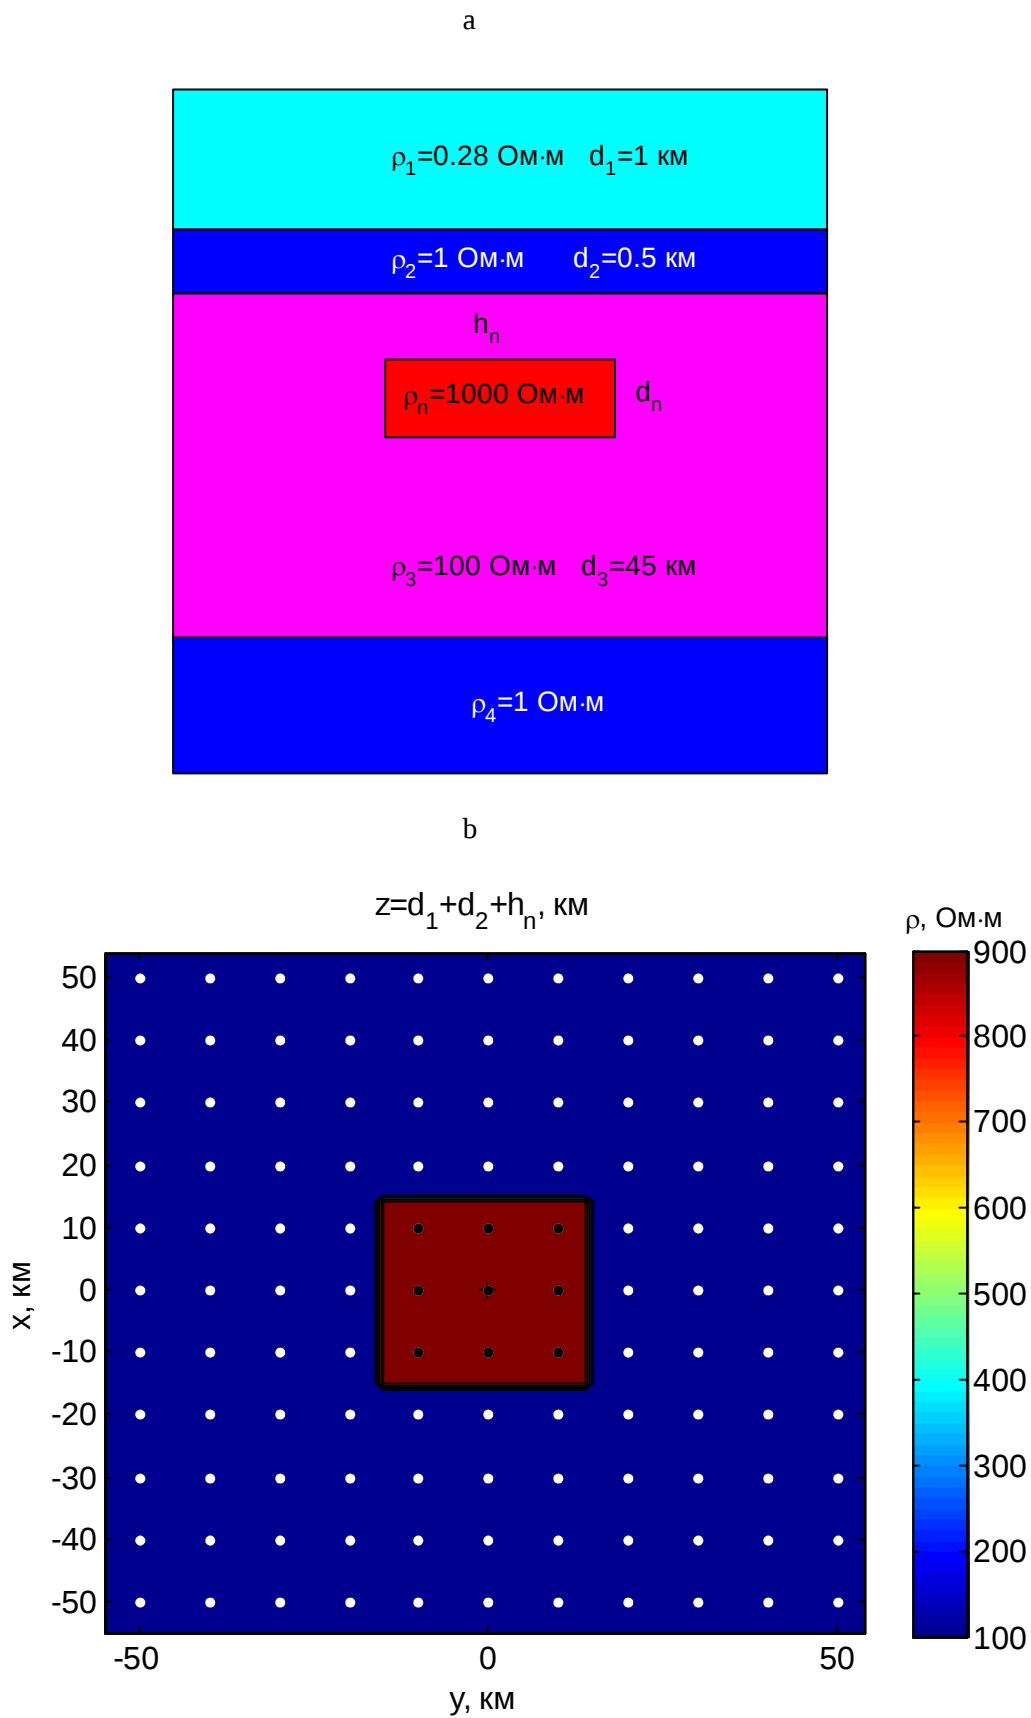 a
ρ₁=0.28 Ом·м d₁=1 км
ρ₂=1 Ом·м d₂=0.5 км
hₙ
ρₙ=1000 Ом·м
dₙ
ρ₃=100 Ом·м d₃=45 км
ρ₄=1 Ом·м
b
z=d₁+d₂+hₙ, км
ρ, Ом·м
50
40
30
20
10
0
-10
-20
-30
-40
-50
x, км
-50 0 50
y, км
900
800
700
600
500
400
300
200
100